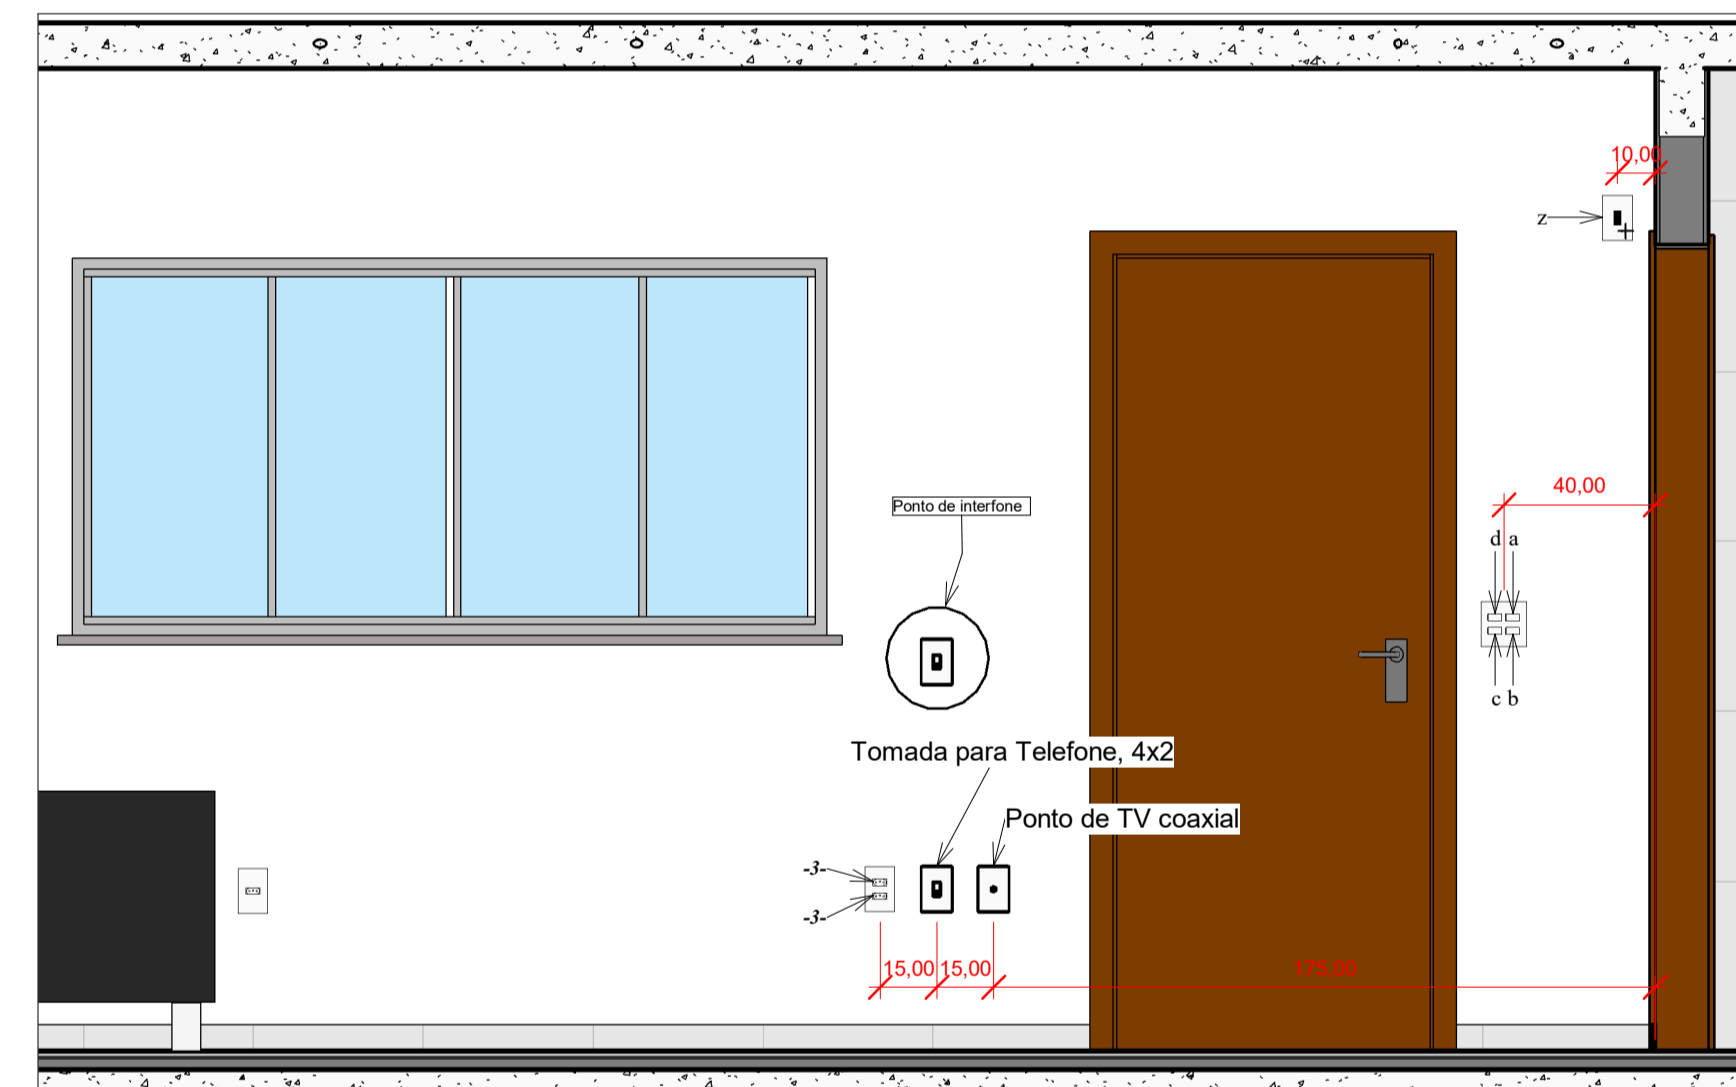 10,00
z
40,00
Ponto de interfone
d a
c b
Tomada para Telefone, 4x2
Ponto de TV coaxial
-3-
-3-
15,00 15,00 175,00